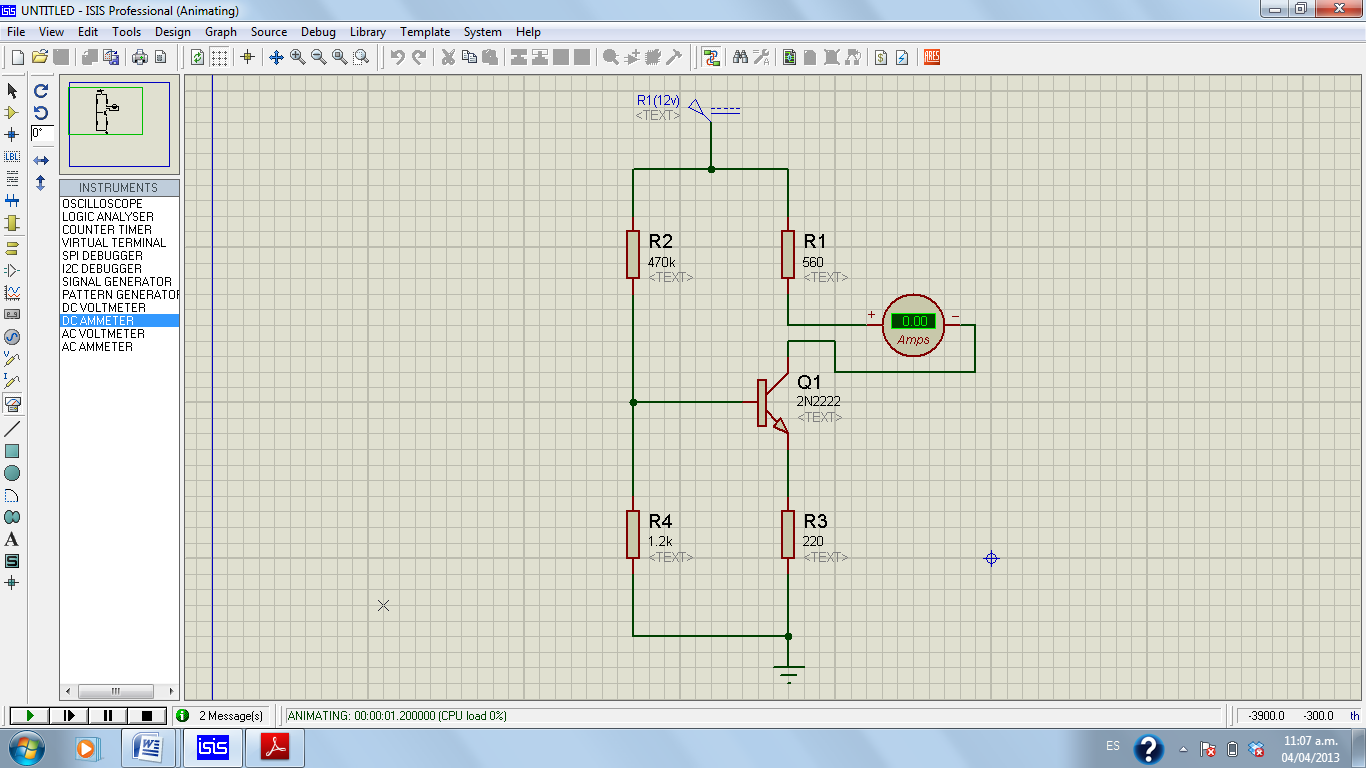 UNTITLED - ISIS Professional (Animating)
File View Edit Tools Design Graph Source Debug Library Template System Help
ARES
0°
LBL
A
S
INSTRUMENTS
OSCILLOSCOPE
LOGIC ANALYSER
COUNTER TIMER
VIRTUAL TERMINAL
SPI DEBUGGER
I2C DEBUGGER
SIGNAL GENERATOR
PATTERN GENERATOR
DC VOLTMETER
DC AMMETER
AC VOLTMETER
AC AMMETER
R1(12v)
<TEXT>
R2
470k
<TEXT>
R1
560
<TEXT>
+ −
0.00
Amps
Q1
2N2222
<TEXT>
R4
1.2k
<TEXT>
R3
220
<TEXT>
2 Message(s)
ANIMATING: 00:00:01.200000 (CPU load 0%)
-3900.0 -300.0 th
isis
ES
11:07 a.m.
04/04/2013